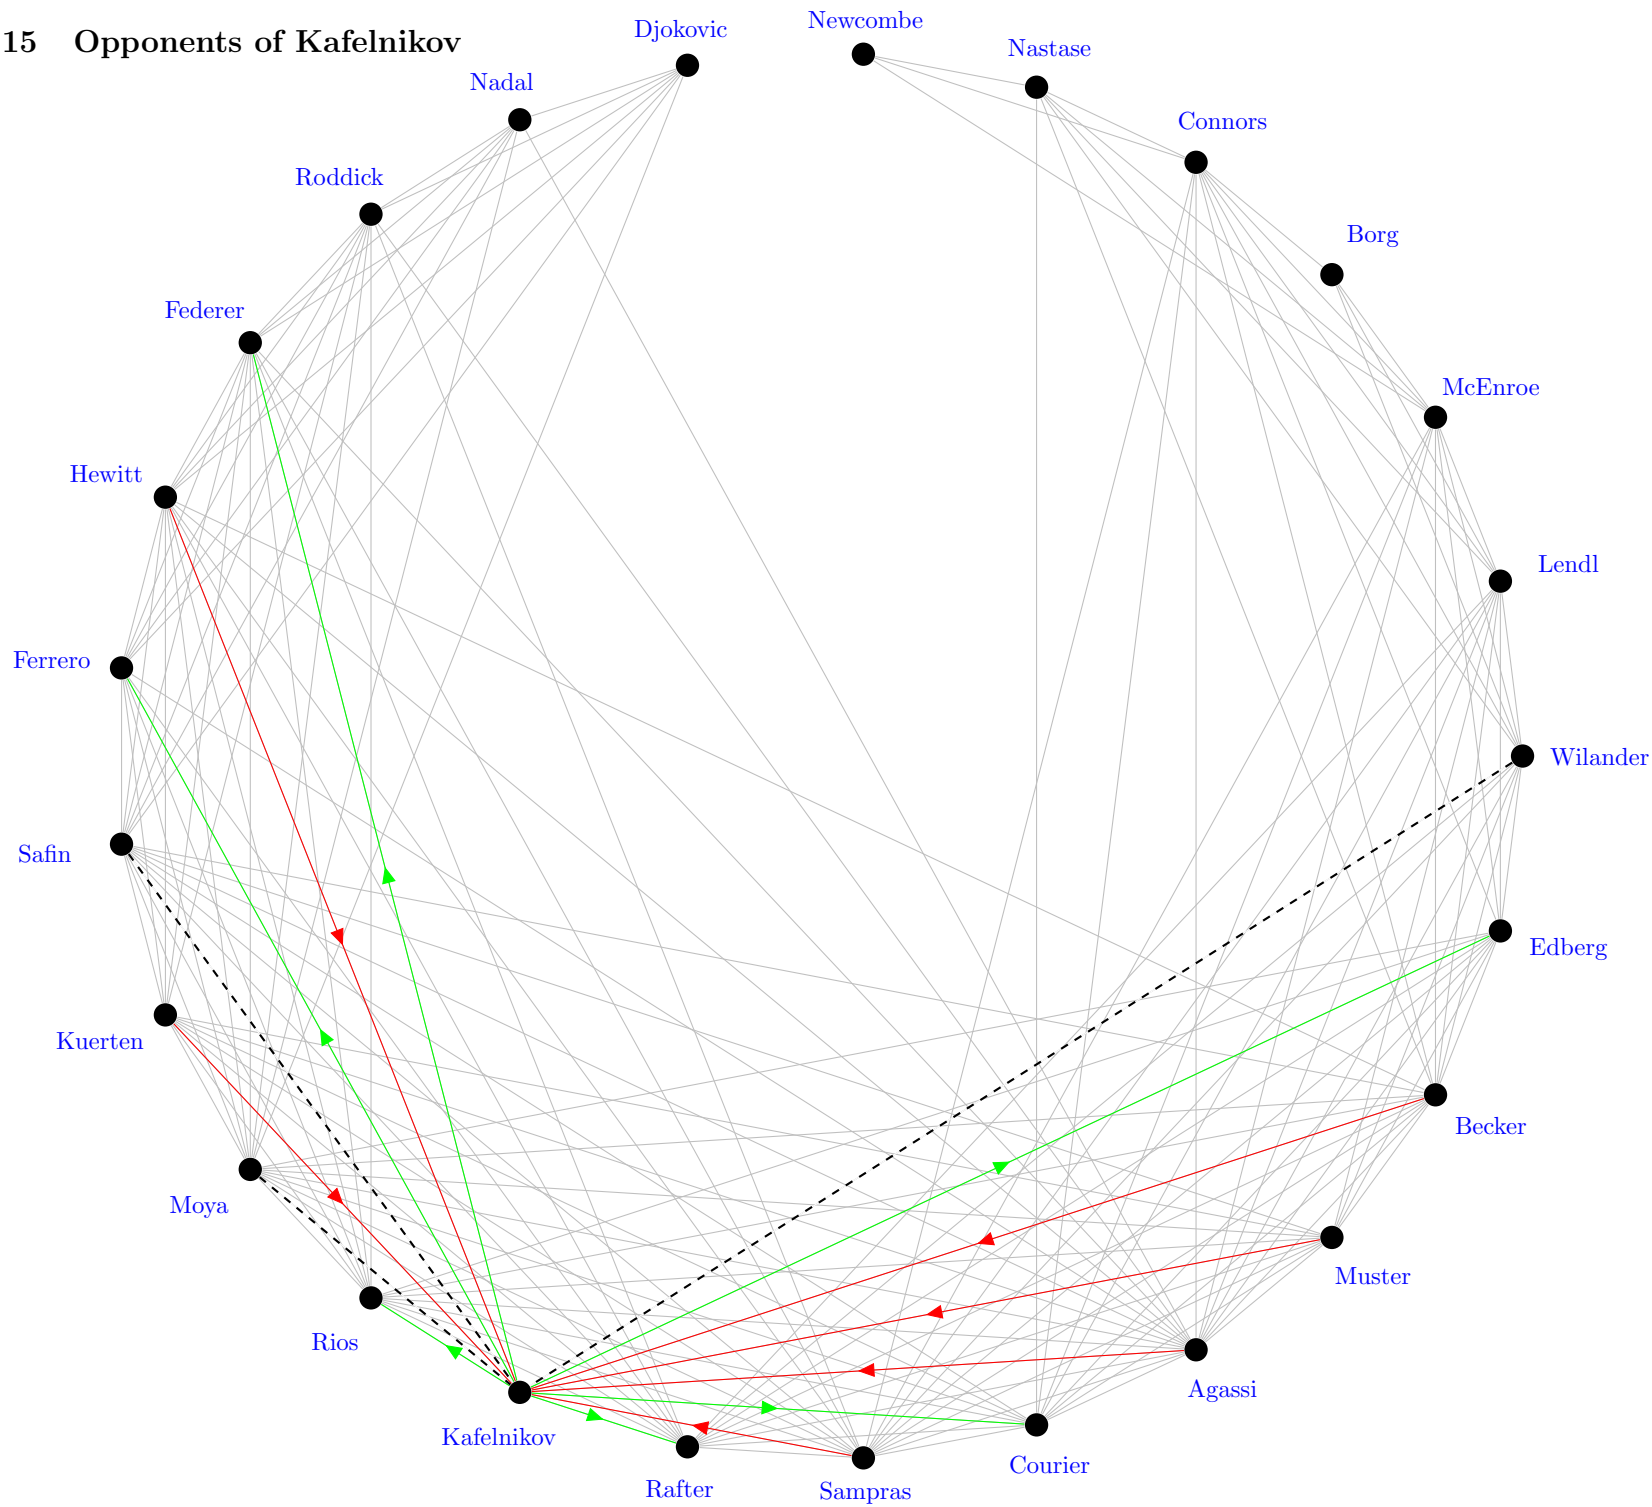 15 Opponents of Kafelnikov
Newcombe
Djokovic
Nastase
Nadal
Connors
Roddick
Borg
Federer
McEnroe
Hewitt
Lendl
Ferrero
Wilander
Safin
Edberg
Kuerten
Becker
Moya
Muster
Rios
Agassi
Kafelnikov
Courier
Rafter
Sampras